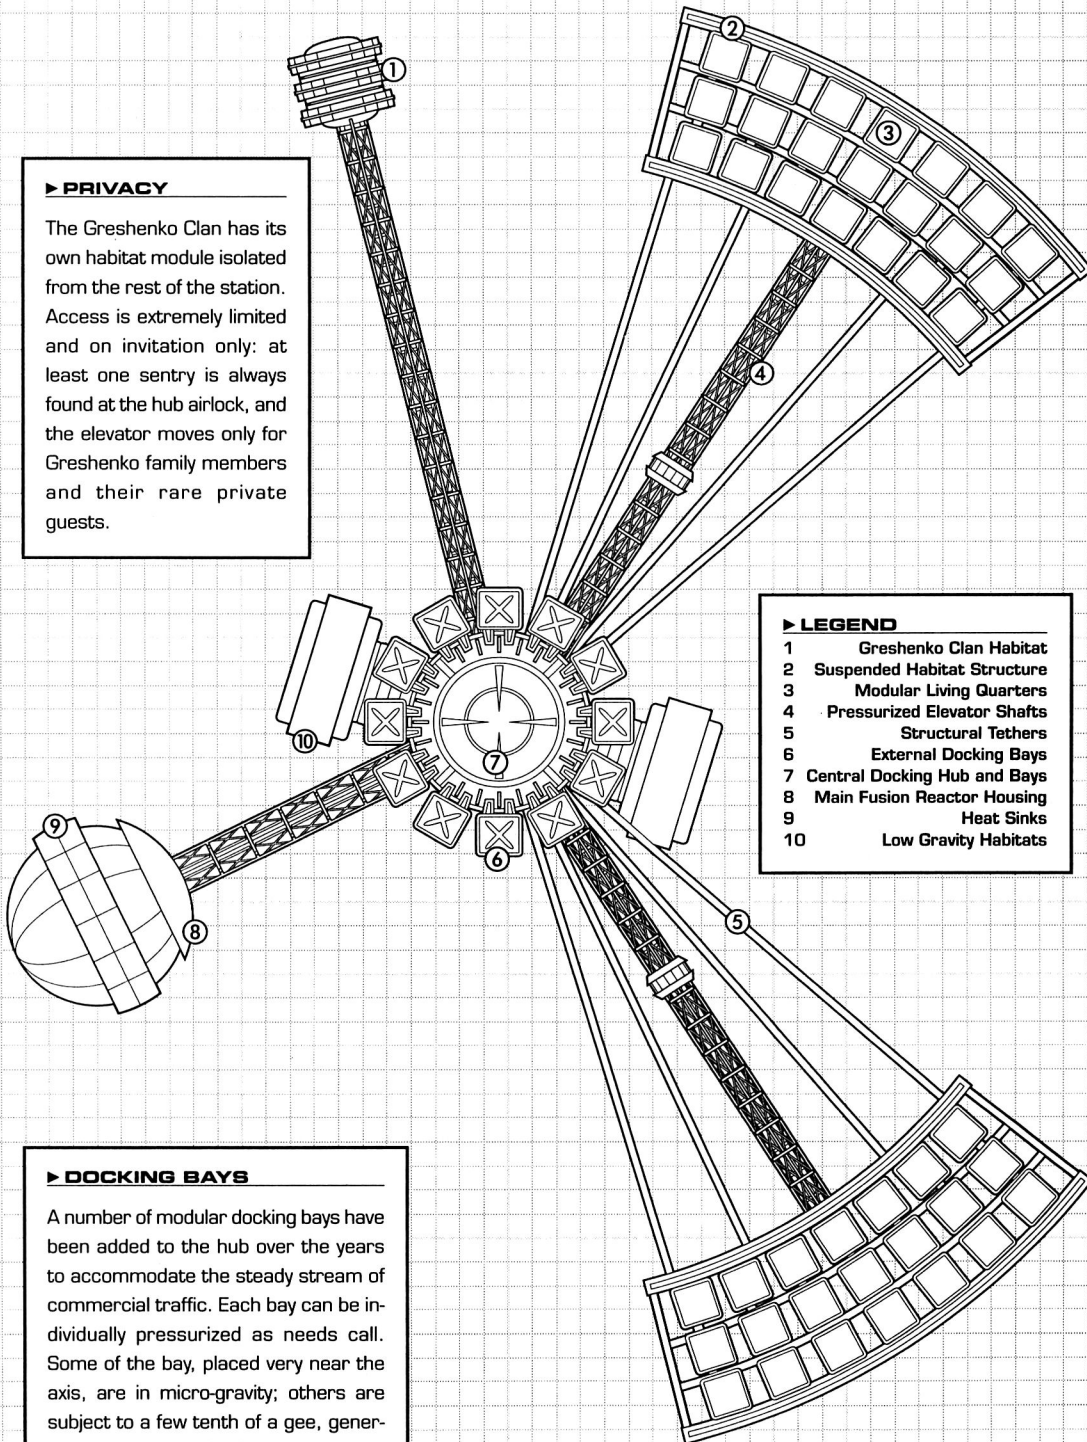 1
2
3
▶ PRIVACY
The Greshenko Clan has its
own habitat module isolated
from the rest of the station.
Access is extremely limited
and on invitation only: at
least one sentry is always
found at the hub airlock, and
the elevator moves only for
Greshenko family members
and their rare private
guests.
4
▶ LEGEND
1 Greshenko Clan Habitat
2 Suspended Habitat Structure
3 Modular Living Quarters
4 Pressurized Elevator Shafts
5 Structural Tethers
6 External Docking Bays
7 Central Docking Hub and Bays
8 Main Fusion Reactor Housing
9 Heat Sinks
10 Low Gravity Habitats
10
7
9
6
8
5
▶ DOCKING BAYS
A number of modular docking bays have
been added to the hub over the years
to accommodate the steady stream of
commercial traffic. Each bay can be in-
dividually pressurized as needs call.
Some of the bay, placed very near the
axis, are in micro-gravity; others are
subject to a few tenth of a gee, gener-